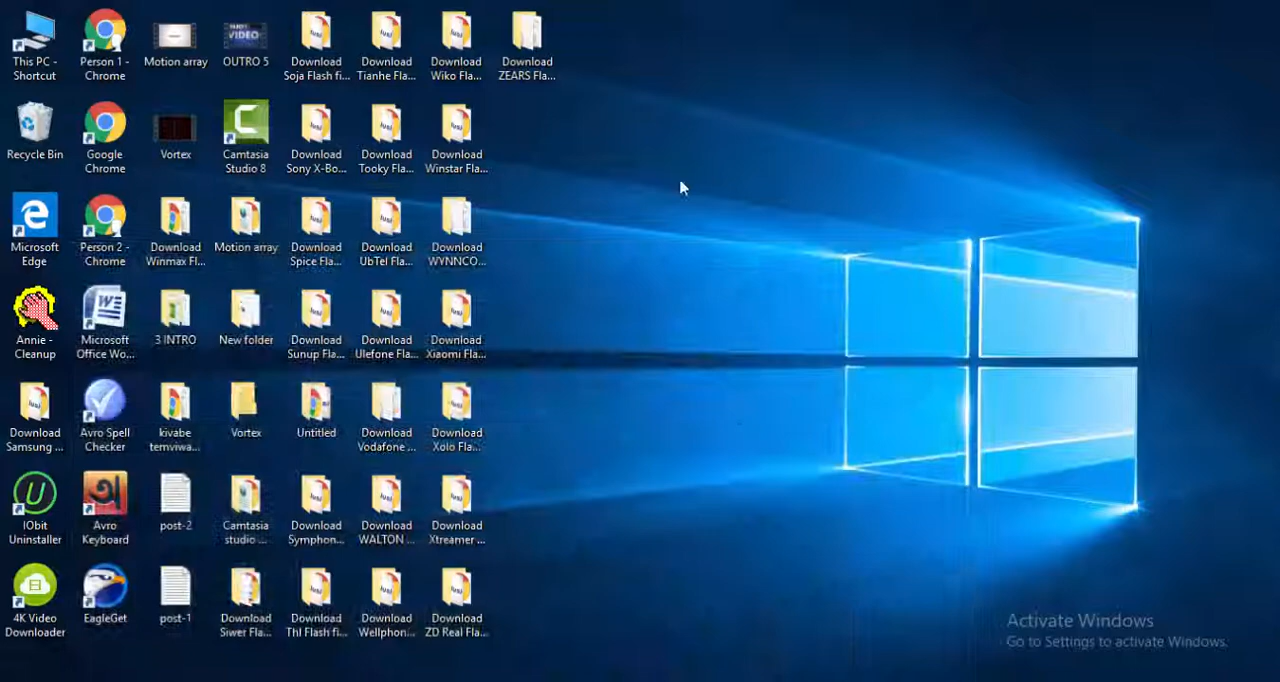 This PC -
Shortcut
Person 1 -
Chrome
Motion array
OUTRO 5
Download
Soja Flash fi...
Download
Tianhe Fla...
Download
Wiko Fla...
Download
ZEARS Fla...
Recycle Bin
Google
Chrome
Vortex
Camtasia
Studio 8
Download
Sony X-Bo...
Download
Tooky Fla...
Download
Winstar Fla...
Microsoft
Edge
Person 2 -
Chrome
Download
Winmax Fl...
Motion array
Download
Spice Fla...
Download
UbTel Fla...
Download
WYNNCO...
Annie -
Cleanup
Microsoft
Office Wo...
3 INTRO
New folder
Download
Sunup Fla...
Download
Ulefone Fla...
Download
Xiaomi Fla...
Download
Samsung ...
Avro Spell
Checker
kivabe
temviwa...
Vortex
Untitled
Download
Vodafone ...
Download
Xolo Fla...
IObit
Uninstaller
Avro
Keyboard
post-2
Camtasia
studio ...
Download
Symphon...
Download
WALTON ...
Download
Xtreamer ...
4K Video
Downloader
EagleGet
post-1
Download
Siwer Fla...
Download
Thl Flash fi...
Download
Wellphon...
Download
ZD Real Fla...
VIDEO
Activate Windows
Go to Settings to activate Windows.